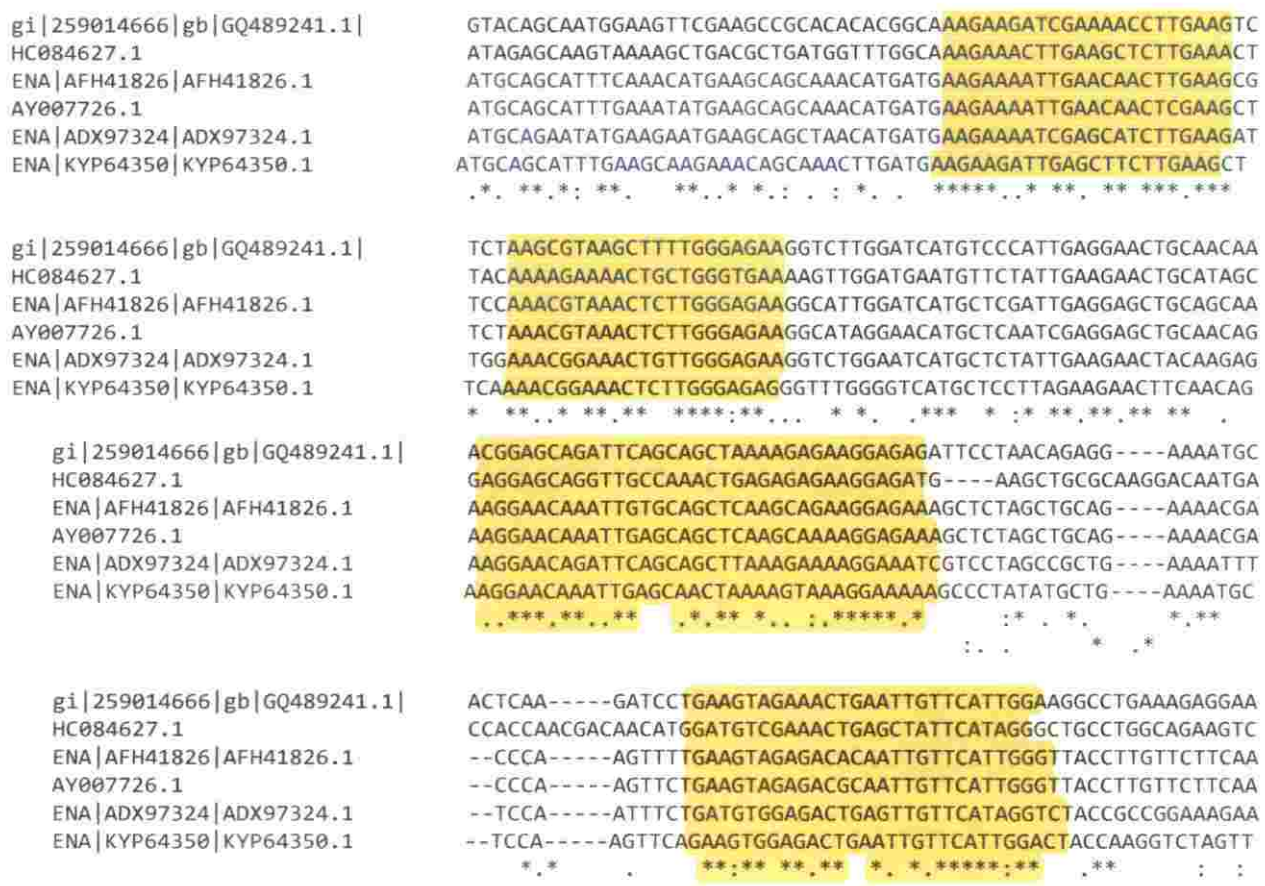 gi|259014666|gb|GQ489241.1| GTACAGCAATGGAAGTTCGAAGCCGCACACACACGGCAAAGAAGATCGAAAACCTTGAAGTC
HC084627.1 ATAGAGCAAGTAAAAGCTGACGCTGATGGTTTGGCAAAGAAACTTGAAGCTCTTGAAACT
ENA|AFH41826|AFH41826.1 ATGCAGCATTTCAAACATGAAGCAGCAAACATGATGAAGAAAATTGAACAACTTGAAGCG
AY007726.1 ATGCAGCATTTGAAATATGAAGCAGCAAACATGATGAAGAAAATTGAACAACTCGAAGCT
ENA|ADX97324|ADX97324.1 ATGCAGAATATGAAGAATGAAGCAGCTAACATGATGAAGAAAATCGAGCATCTTGAAGAT
ENA|KYP64350|KYP64350.1 ATGCAGCATTTGAAGCAAGAAACAGCAAACTTGATGAAGAAGATTGAGCTTCTTGAAGCT
.*. **.*: **. **..* .: . : *. . *****..* **. ** ***.***
gi|259014666|gb|GQ489241.1| TCTAAGCGTAAGCTTTTGGGAGAAGGTCTTGGATCATGTCCCATTGAGGAACTGCAACAA
HC084627.1 TACAAAAGAAAACTGCTGGGTGAAAAGTTGGATGAATGTTCTATTGAAGAACTGCATAGC
ENA|AFH41826|AFH41826.1 TCCAAACGTAAACTCTTGGGAGAAGGCATTGGATCATGCTCGATTGAGGAGCTGCAGCAA
AY007726.1 TCTAAACGTAAACTCTTGGGAGAAGGCATAGGAACATGCTCAATCGAGGAGCTGCAACAG
ENA|ADX97324|ADX97324.1 TGGAAACGGAAACTGTTGGGAGAAGGTCTGGAATCATGCTCTATTGAAGAACTACAAGAG
ENA|KYP64350|KYP64350.1 TCAAAACGGAAACTCTTGGGAGAGGGTTTGGGGTCATGCTCCTTAGAAGAACTTCAACAG
* **..* **.** ****:**... * *. .*** * :* **.**.** ** .
gi|259014666|gb|GQ489241.1| ACGGAGCAGATTCAGCAGCTAAAAGAGAAGGAGAGATTCCTAACAGAGG----AAAATGC
HC084627.1 GAGGAGCAGGTTGCCAAACTGAGAGAGAAGGAGATG----AAGCTGCGCAAGGACAATGA
ENA|AFH41826|AFH41826.1 AAGGAACAAATTGTGCAGCTCAAGCAGAAGGAGAAAGCTCTAGCTGCAG----AAAACGA
AY007726.1 AAGGAACAAATTGAGCAGCTCAAGCAAAAGGAGAAAGCTCTAGCTGCAG----AAAACGA
ENA|ADX97324|ADX97324.1 AAGGAACAGATTCAGCAGCTTAAAGAAAAGGAAATCGTCCTAGCCGCTG----AAAATTT
ENA|KYP64350|KYP64350.1 AAGGAACAAATTGAGCAACTAAAAGTAAAGGAAAAAGCCCTATATGCTG----AAAATGC
..***.**..** .*.** *.. :.*****.* :* . *. *.**
:. . * .*
gi|259014666|gb|GQ489241.1| ACTCAA-----GATCCTGAAGTAGAAACTGAATTGTTCATTGGAAGGCCTGAAAGAGGAA
HC084627.1 CCACCAACGACAACATGGATGTCGAAACTGAGCTATTCATAGGGCTGCCTGGCAGAAGTC
ENA|AFH41826|AFH41826.1 --CCCA-----AGTTTTGAAGTAGAGACACAATTGTTCATTGGGTTACCTTGTTCTTCAA
AY007726.1 --CCCA-----AGTTCTGAAGTAGAGACGCAATTGTTCATTGGGTTACCTTGTTCTTCAA
ENA|ADX97324|ADX97324.1 --TCCA-----ATTTCTGATGTGGAGACTGAGTTGTTCATAGGTCTACCGCCGGAAAGAA
ENA|KYP64350|KYP64350.1 --TCCA-----AGTTCAGAAGTGGAGACTGAATTGTTCATTGGACTACCAAGGTCTAGTT
*.* . **:** **.** *. *.*****:** .** : :